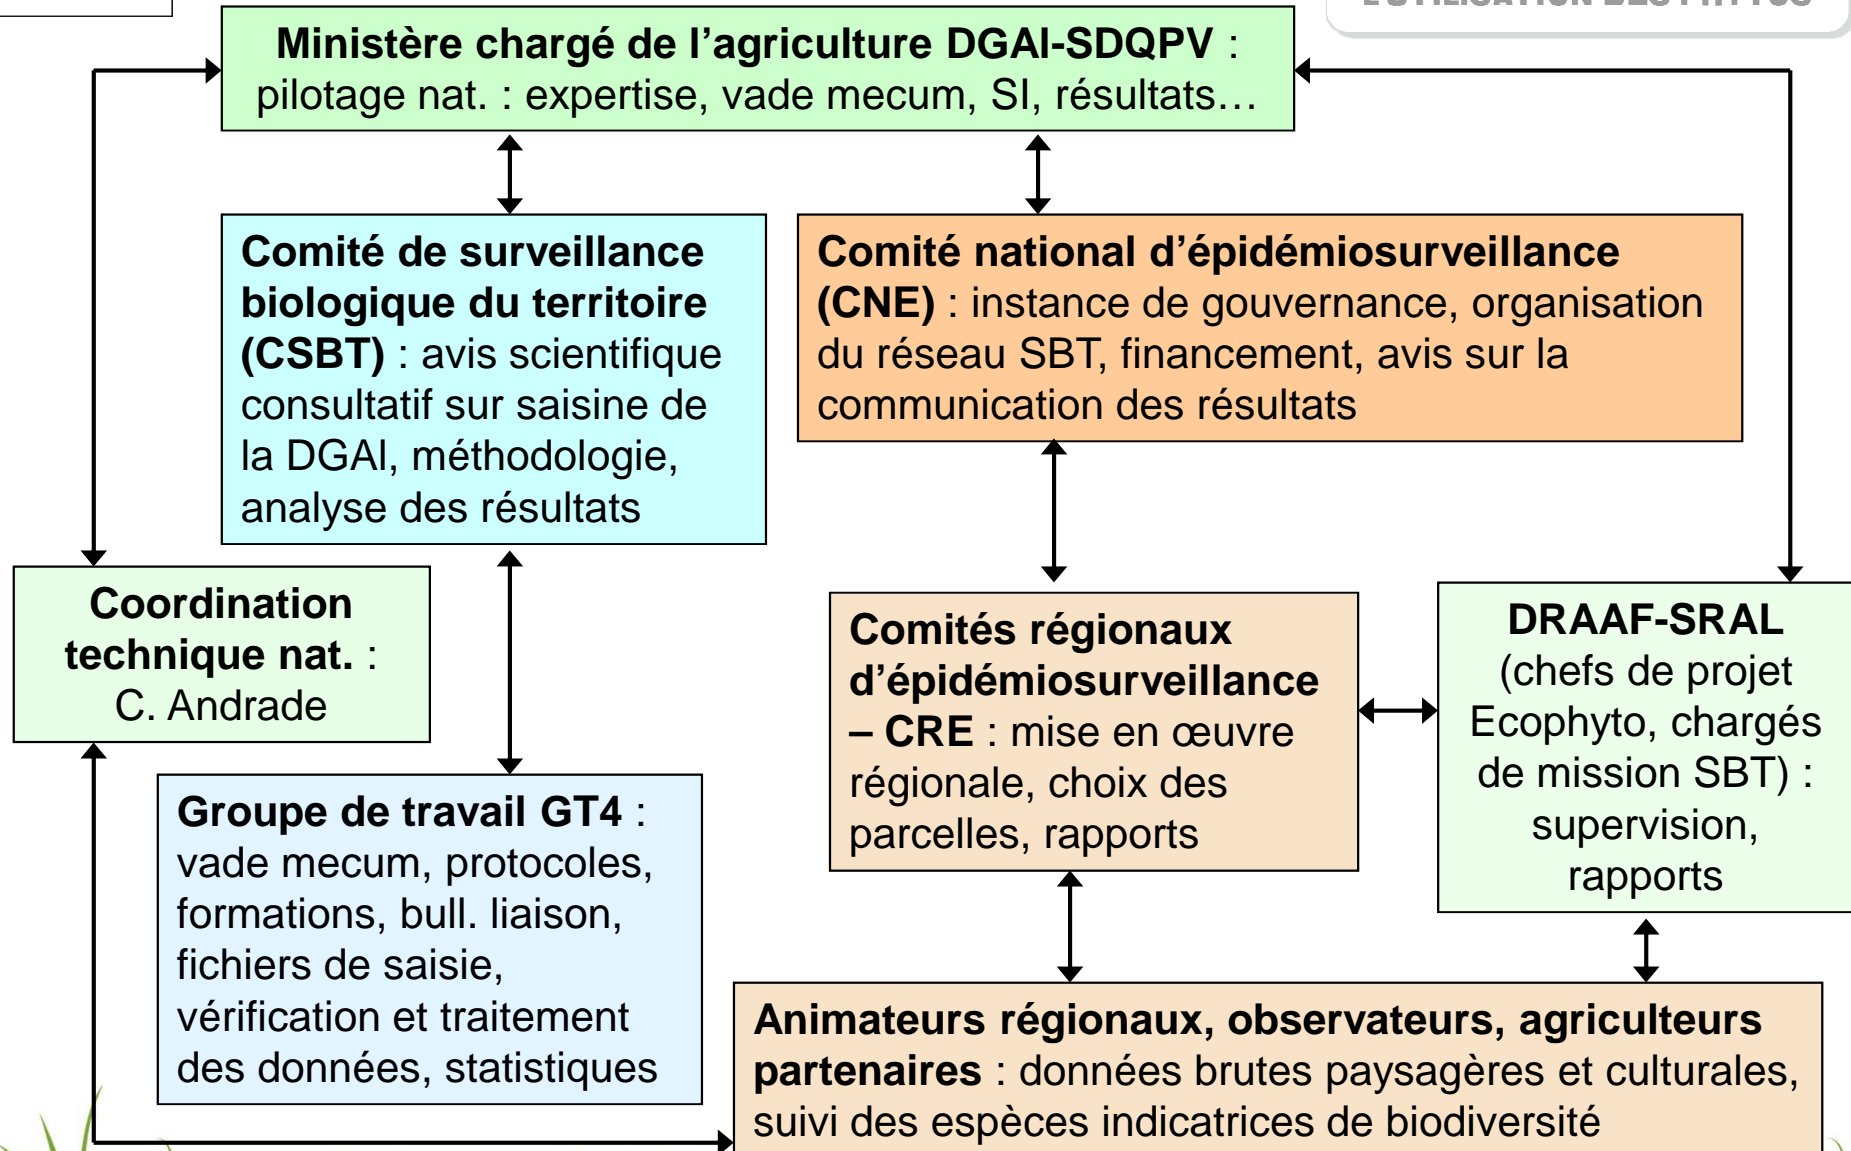 Ministère chargé de l’agriculture DGAl-SDQPV :
pilotage nat. : expertise, vade mecum, SI, résultats…
Comité de surveillance
biologique du territoire
(CSBT) : avis scientifique
consultatif sur saisine de
la DGAl, méthodologie,
analyse des résultats
Comité national d’épidémiosurveillance
(CNE) : instance de gouvernance, organisation
du réseau SBT, financement, avis sur la
communication des résultats
Coordination
technique nat. :
C. Andrade
Comités régionaux
d’épidémiosurveillance
– CRE : mise en œuvre
régionale, choix des
parcelles, rapports
DRAAF-SRAL
(chefs de projet
Ecophyto, chargés
de mission SBT) :
supervision,
rapports
Groupe de travail GT4 :
vade mecum, protocoles,
formations, bull. liaison,
fichiers de saisie,
vérification et traitement
des données, statistiques
Animateurs régionaux, observateurs, agriculteurs
partenaires : données brutes paysagères et culturales,
suivi des espèces indicatrices de biodiversité